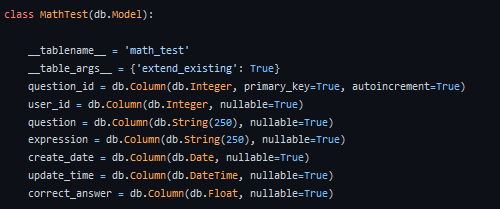 class MathTest(db.Model):
__tablename__ = 'math_test'
__table_args__ = {'extend_existing': True}
question_id = db.Column(db.Integer, primary_key=True, autoincrement=True)
user_id = db.Column(db.Integer, nullable=True)
question = db.Column(db.String(250), nullable=True)
expression = db.Column(db.String(250), nullable=True)
create_date = db.Column(db.Date, nullable=True)
update_time = db.Column(db.DateTime, nullable=True)
correct_answer = db.Column(db.Float, nullable=True)